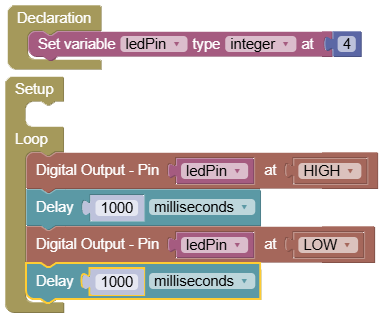 Declaration
Set variable ledPin type integer at 4
Setup
Loop
Digital Output - Pin ledPin at HIGH
Delay 1000 milliseconds
Digital Output - Pin ledPin at LOW
Delay 1000 milliseconds